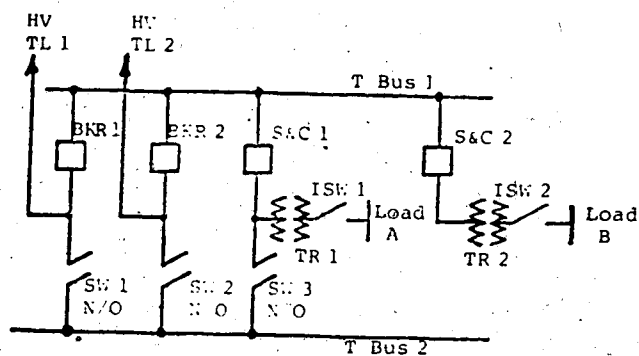 HV
TL 1
HV
TL 2
T Bus 1
BKR 1
BKR 2
S&C 1
S&C 2
ISW 1
ISW 2
Load
A
Load
B
TR 1
TR 2
SW 1
N/O
SW 2
N O
SW 3
N O
T Bus 2